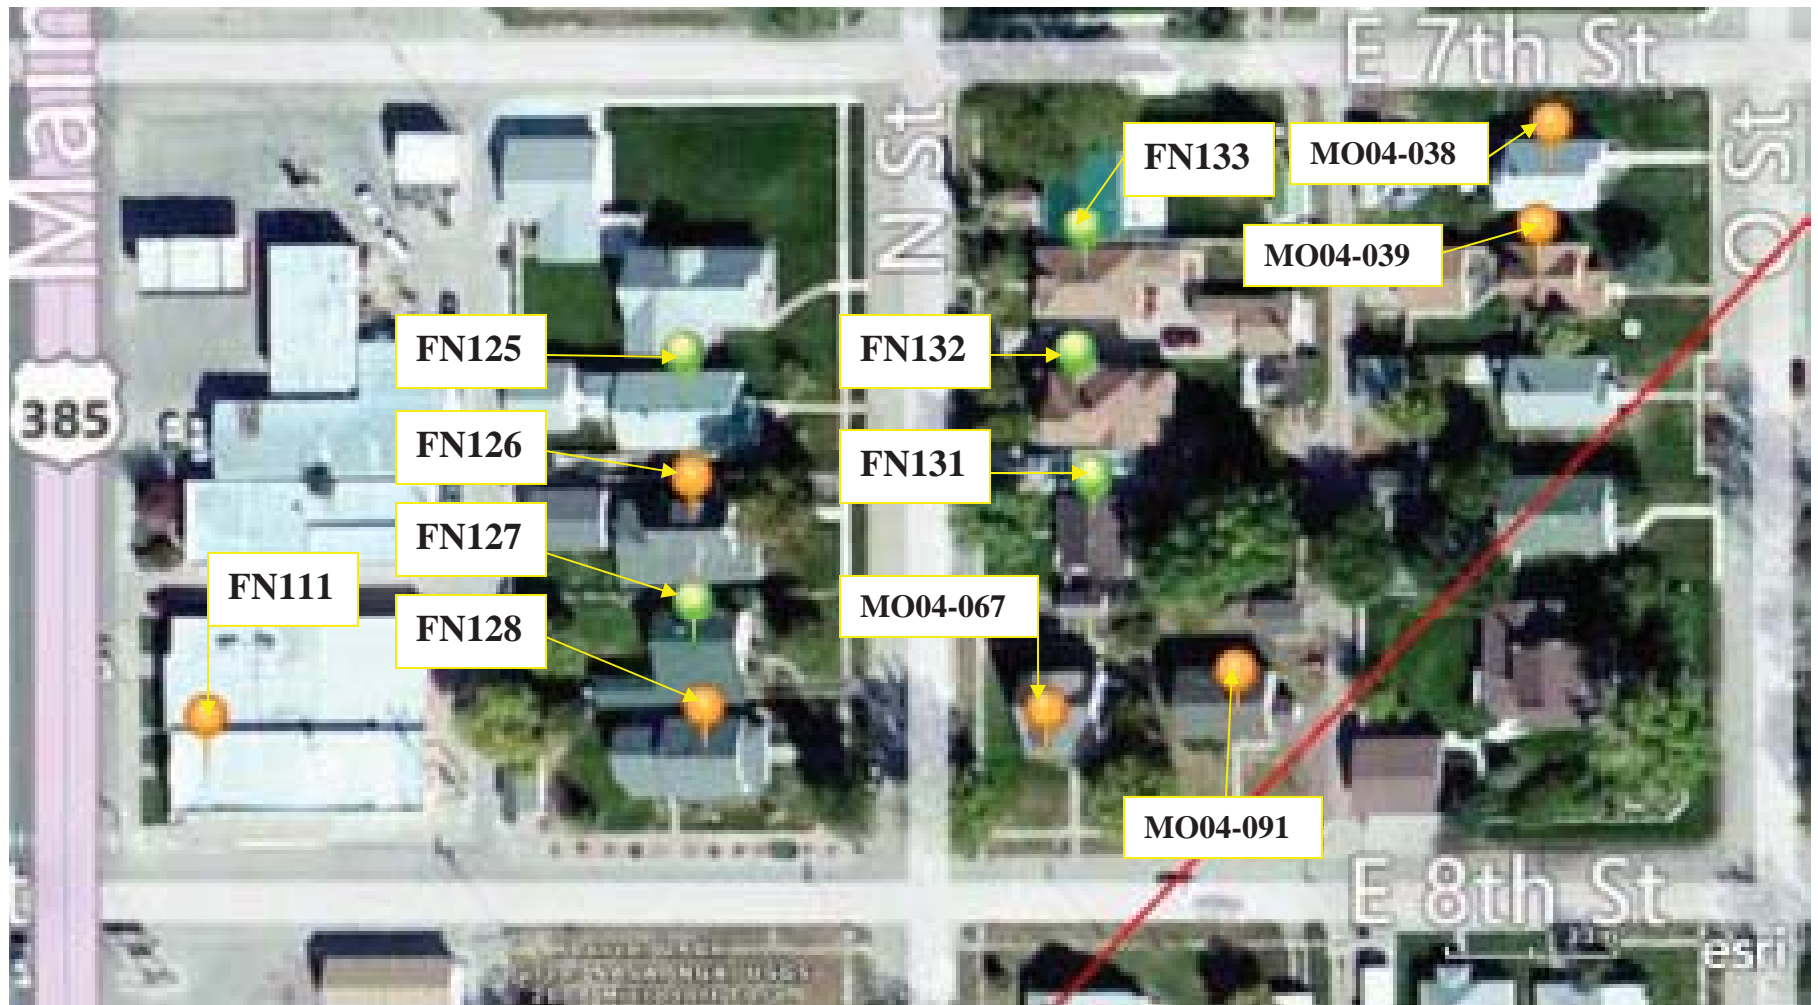 E 7th St
Main
N St
O St
FN133
MO04-038
MO04-039
FN125
FN132
385
FN126
FN131
FN127
FN111
MO04-067
FN128
MO04-091
E 8th St
esri